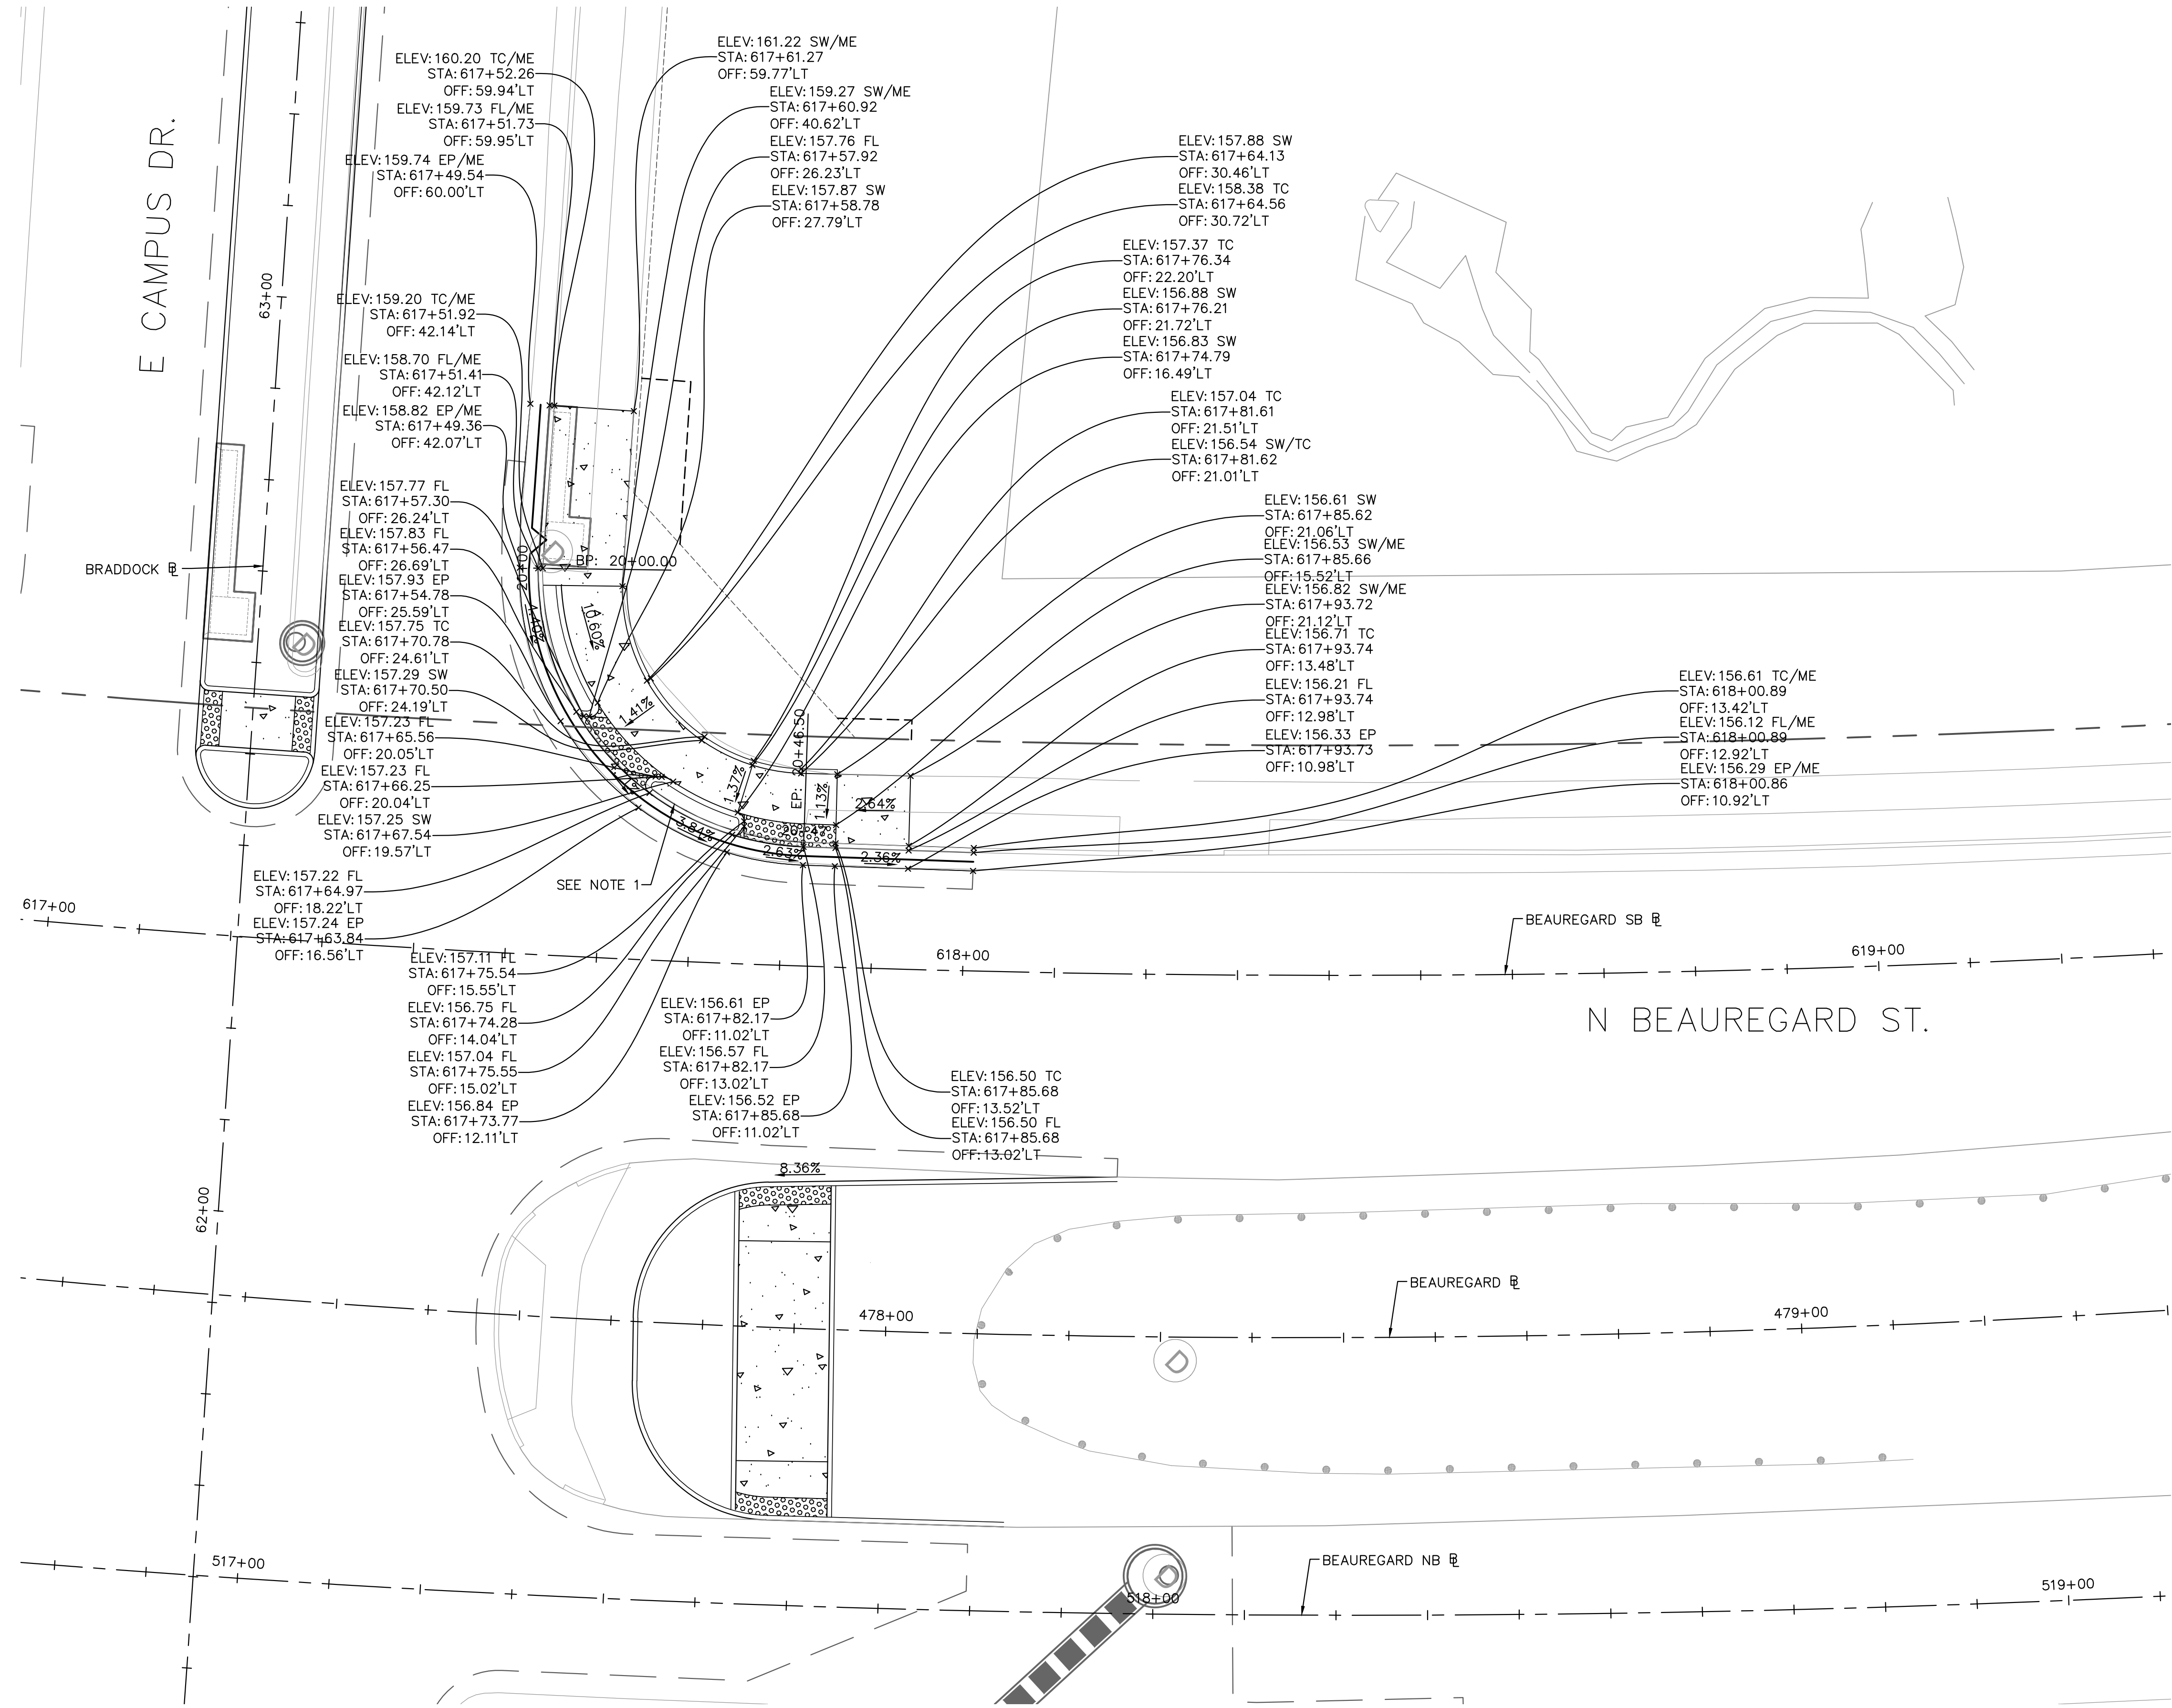 E CAMPUS DR.
63+00
ELEV:160.20 TC/ME
STA:617+52.26
OFF:59.94'LT
ELEV:159.73 FL/ME
STA:617+51.73
OFF:59.95'LT
ELEV:159.74 EP/ME
STA:617+49.54
OFF:60.00'LT
ELEV:159.20 TC/ME
STA:617+51.92
OFF:42.14'LT
ELEV:158.70 FL/ME
STA:617+51.41
OFF:42.12'LT
ELEV:158.82 EP/ME
STA:617+49.36
OFF:42.07'LT
ELEV:157.77 FL
STA:617+57.30
OFF:26.24'LT
ELEV:157.83 FL
STA:617+56.47
OFF:26.69'LT
ELEV:157.93 EP
STA:617+54.78
OFF:25.59'LT
ELEV:157.75 TC
STA:617+70.78
OFF:24.61'LT
ELEV:157.29 SW
STA:617+70.50
OFF:24.19'LT
ELEV:157.23 FL
STA:617+65.56
OFF:20.05'LT
ELEV:157.23 FL
STA:617+66.25
OFF:20.04'LT
ELEV:157.25 SW
STA:617+67.54
OFF:19.57'LT
ELEV:157.22 FL
STA:617+64.97
OFF:18.22'LT
ELEV:157.24 EP
STA:617+63.84
OFF:16.56'LT
ELEV:157.11 FL
STA:617+75.54
OFF:15.55'LT
ELEV:156.75 FL
STA:617+74.28
OFF:14.04'LT
ELEV:157.04 FL
STA:617+75.55
OFF:15.02'LT
ELEV:156.84 EP
STA:617+73.77
OFF:12.11'LT
ELEV:161.22 SW/ME
STA:617+61.27
OFF:59.77'LT
ELEV:159.27 SW/ME
STA:617+60.92
OFF:40.62'LT
ELEV:157.76 FL
STA:617+57.92
OFF:26.23'LT
ELEV:157.87 SW
STA:617+58.78
OFF:27.79'LT
ELEV:157.88 SW
STA:617+64.13
OFF:30.46'LT
ELEV:158.38 TC
STA:617+64.56
OFF:30.72'LT
ELEV:157.37 TC
STA:617+76.34
OFF:22.20'LT
ELEV:156.88 SW
STA:617+76.21
OFF:21.72'LT
ELEV:156.83 SW
STA:617+74.79
OFF:16.49'LT
ELEV:157.04 TC
STA:617+81.61
OFF:21.51'LT
ELEV:156.54 SW/TC
STA:617+81.62
OFF:21.01'LT
ELEV:156.61 SW
STA:617+85.62
OFF:21.06'LT
ELEV:156.53 SW/ME
STA:617+85.66
OFF:15.52'LT
ELEV:156.82 SW/ME
STA:617+93.72
OFF:21.12'LT
ELEV:156.71 TC
STA:617+93.74
OFF:13.48'LT
ELEV:156.21 FL
STA:617+93.74
OFF:12.98'LT
ELEV:156.33 EP
STA:617+93.73
OFF:10.98'LT
ELEV:156.61 TC/ME
STA:618+00.89
OFF:13.42'LT
ELEV:156.12 FL/ME
STA:618+00.89
OFF:12.92'LT
ELEV:156.29 EP/ME
STA:618+00.86
OFF:10.92'LT
ELEV:156.61 EP
STA:617+82.17
OFF:11.02'LT
ELEV:156.57 FL
STA:617+82.17
OFF:13.02'LT
ELEV:156.52 EP
STA:617+85.68
OFF:11.02'LT
ELEV:156.50 TC
STA:617+85.68
OFF:13.52'LT
ELEV:156.50 FL
STA:617+85.68
OFF:13.02'LT
BRADDOCK BL
20+00
BP: 20+00.00
10.60%
D
D
1.41%
1.37%
EP: 20+46.50
1.13%
2.64%
3.84%
2.63%
2.36%
SEE NOTE 1
617+00
618+00
619+00
BEAUREGARD SB BL
N BEAUREGARD ST.
62+00
8.36%
478+00
479+00
BEAUREGARD BL
D
517+00
518+00
519+00
BEAUREGARD NB BL
D